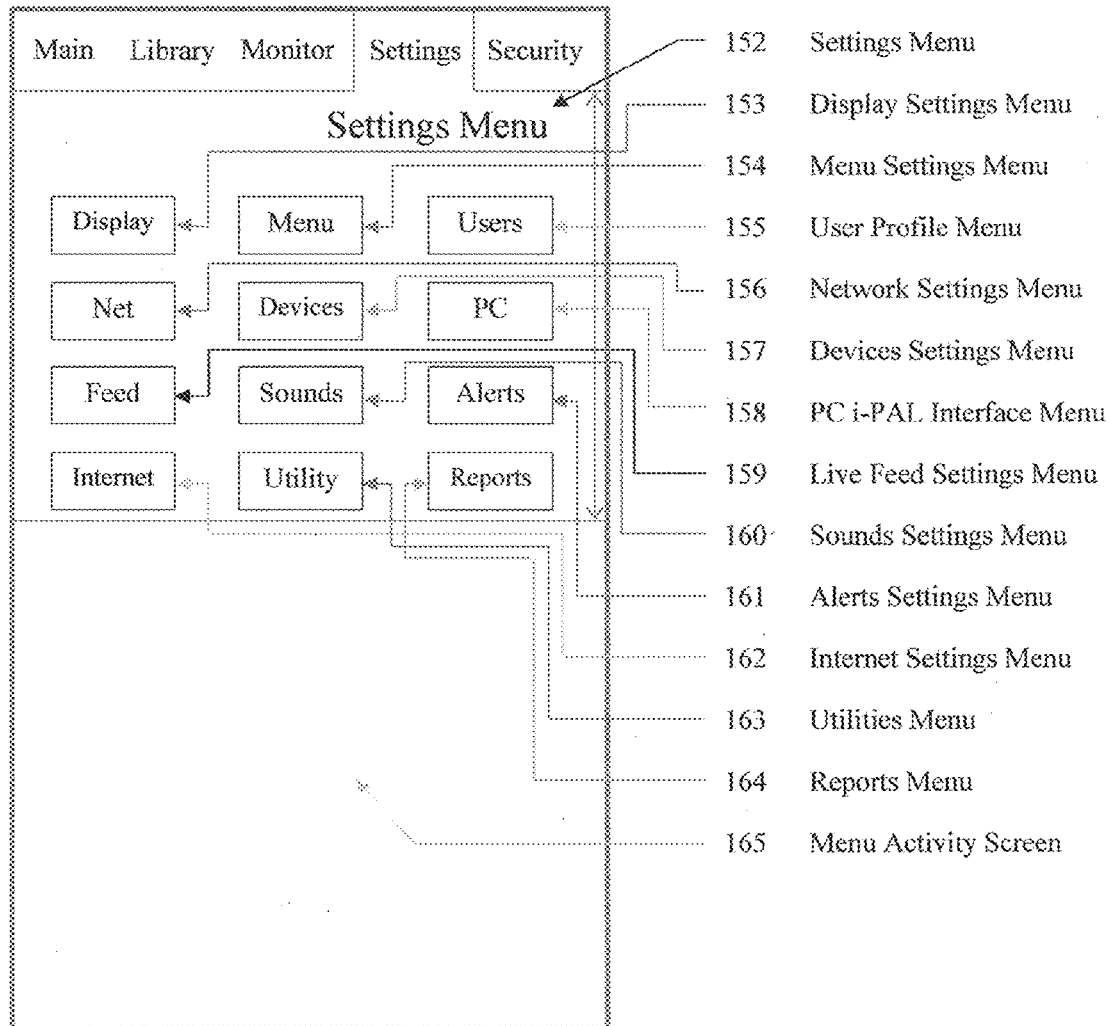 Main Library Monitor Settings Security
Settings Menu
Display Menu Users
Net Devices PC
Feed Sounds Alerts
Internet Utility Reports
152 Settings Menu
153 Display Settings Menu
154 Menu Settings Menu
155 User Profile Menu
156 Network Settings Menu
157 Devices Settings Menu
158 PC i-PAL Interface Menu
159 Live Feed Settings Menu
160 Sounds Settings Menu
161 Alerts Settings Menu
162 Internet Settings Menu
163 Utilities Menu
164 Reports Menu
165 Menu Activity Screen